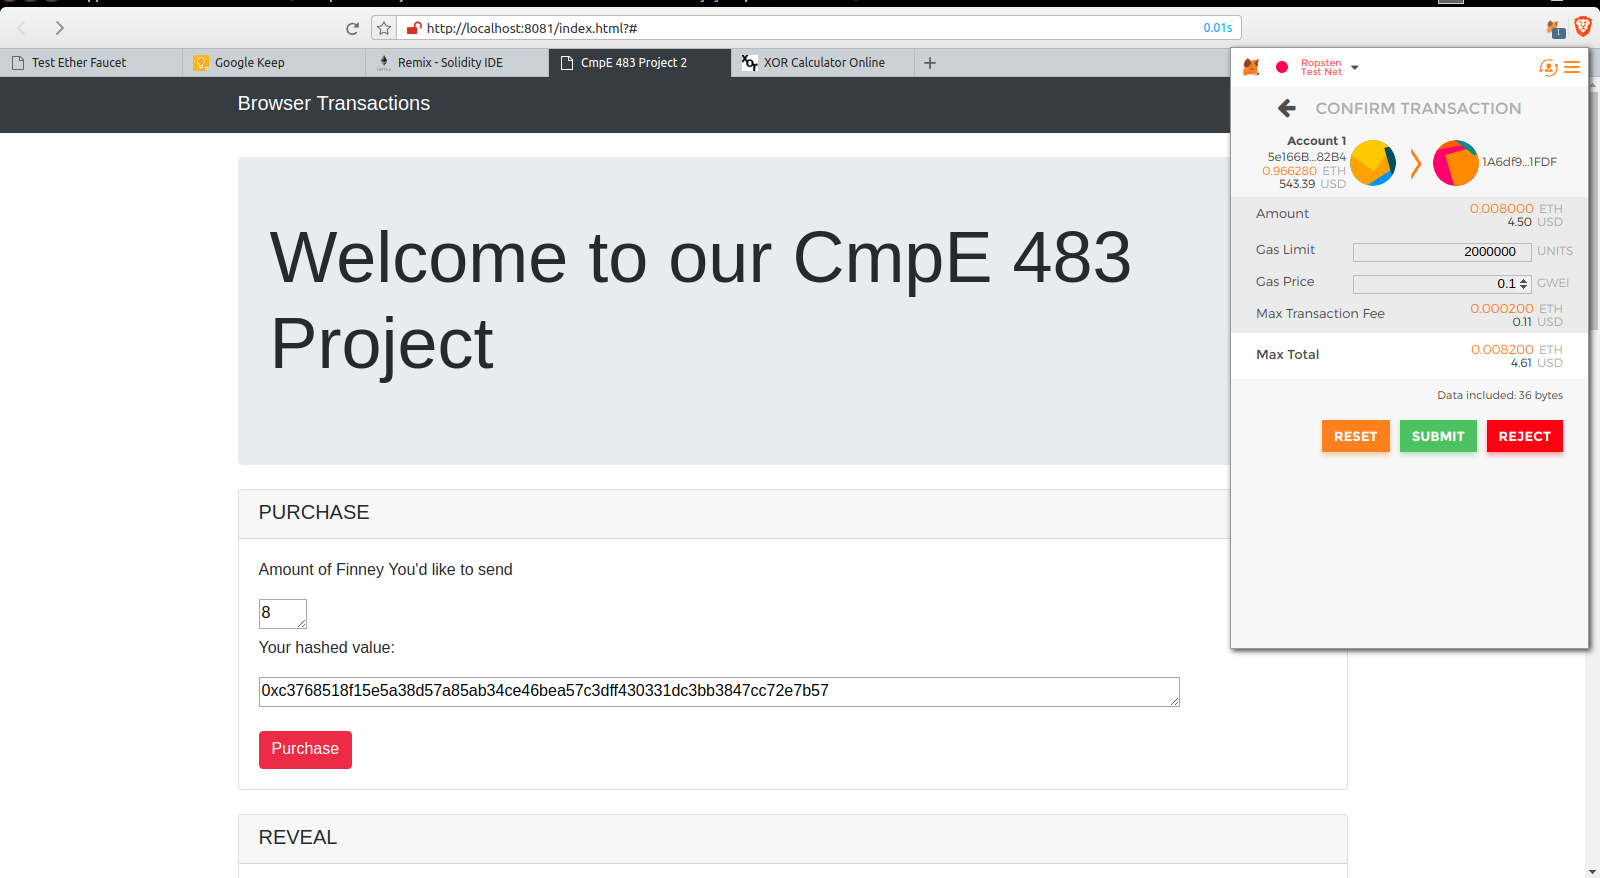 http://localhost:8081/index.html?#
0.01s
1
Test Ether Faucet
Google Keep
Remix - Solidity IDE
CmpE 483 Project 2
XOR Calculator Online
Browser Transactions
Welcome to our CmpE 483
Project
PURCHASE
Amount of Finney You'd like to send
8
Your hashed value:
0xc3768518f15e5a38d57a85ab34ce46bea57c3dff430331dc3bb3847cc72e7b57
Purchase
REVEAL
Ropsten
Test Net
CONFIRM TRANSACTION
Account 1
5e166B...82B4
0.966280 ETH
543.39 USD
1A6df9...1FDF
Amount
0.008000 ETH
4.50 USD
Gas Limit
2000000 UNITS
Gas Price
0.1 GWEI
Max Transaction Fee
0.000200 ETH
0.11 USD
Max Total
0.008200 ETH
4.61 USD
Data included: 36 bytes
RESET SUBMIT REJECT